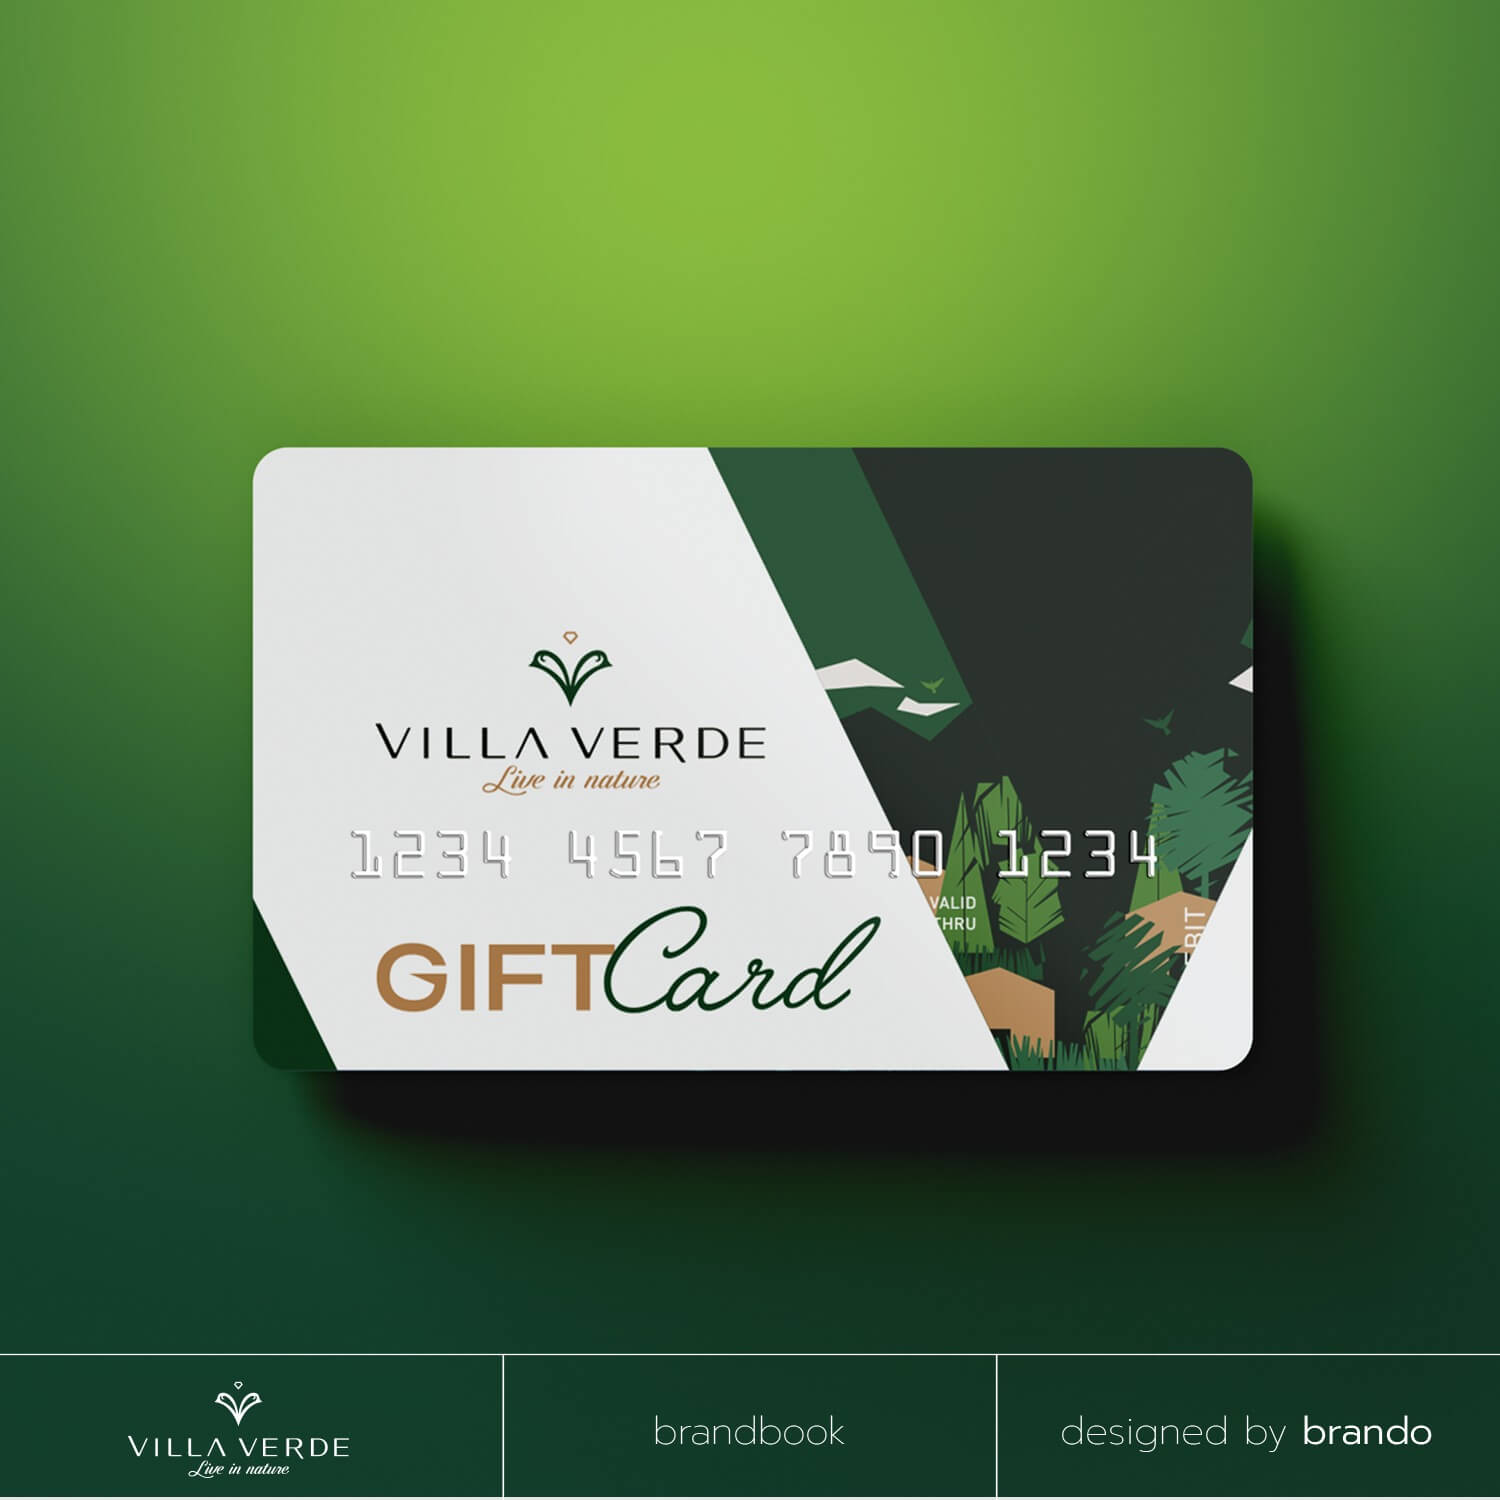 VILLA VERDE
Live in nature
1234 4567 7890 1234
VALID
THRU
GIFT Card
VILLA VERDE
Live in nature
brandbook
designed by brando